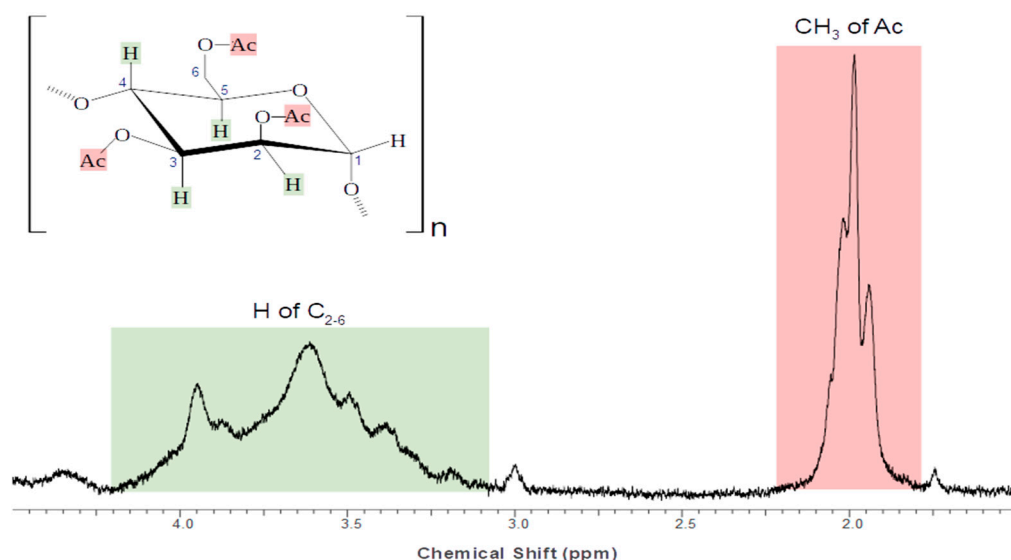 CH3 of Ac
O Ac
H
6
4
5
O
O
H
O Ac
O
2
1
H
Ac
3
H
H
O
n
H of C2-6
4.0 3.5 3.0 2.5 2.0
Chemical Shift (ppm)